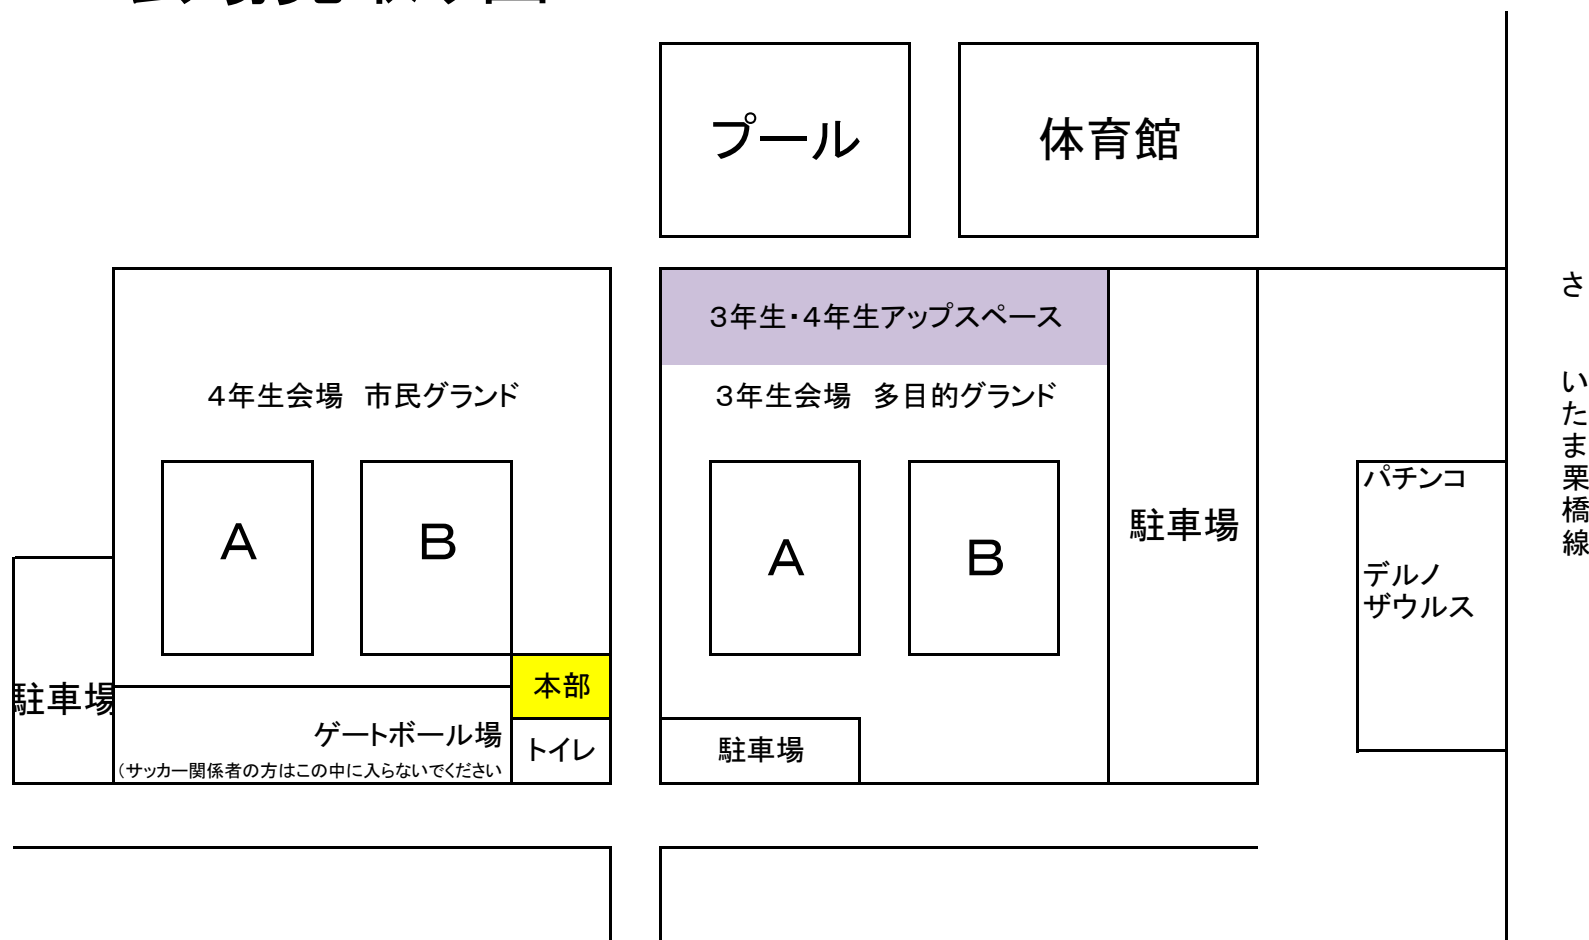 プール
体育館
３年生・４年生アップスペース
４年生会場　市民グランド
３年生会場　多目的グランド
A
B
A
B
駐車場
パチンコ
デルノ
ザウルス
さ
いたま栗橋線
駐車場
本部
ゲートボール場
（サッカー関係者の方はこの中に入らないでください
トイレ
駐車場